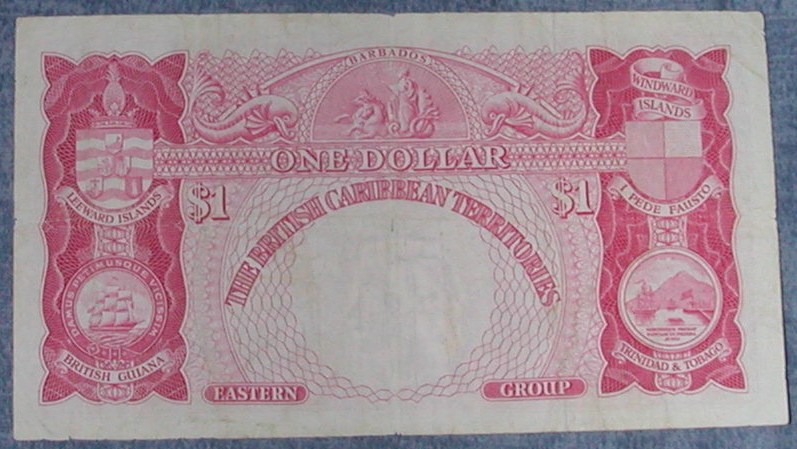 BARBADOS
WINDWARD
ISLANDS
ONE DOLLAR
LEEWARD ISLANDS
I PEDE FAUSTO
$1
$1
THE BRITISH CARIBBEAN TERRITORIES
DAMUS PETIMUSQUE VICISSIM
BRITISH GUIANA
TRINIDAD & TOBAGO
EASTERN
GROUP